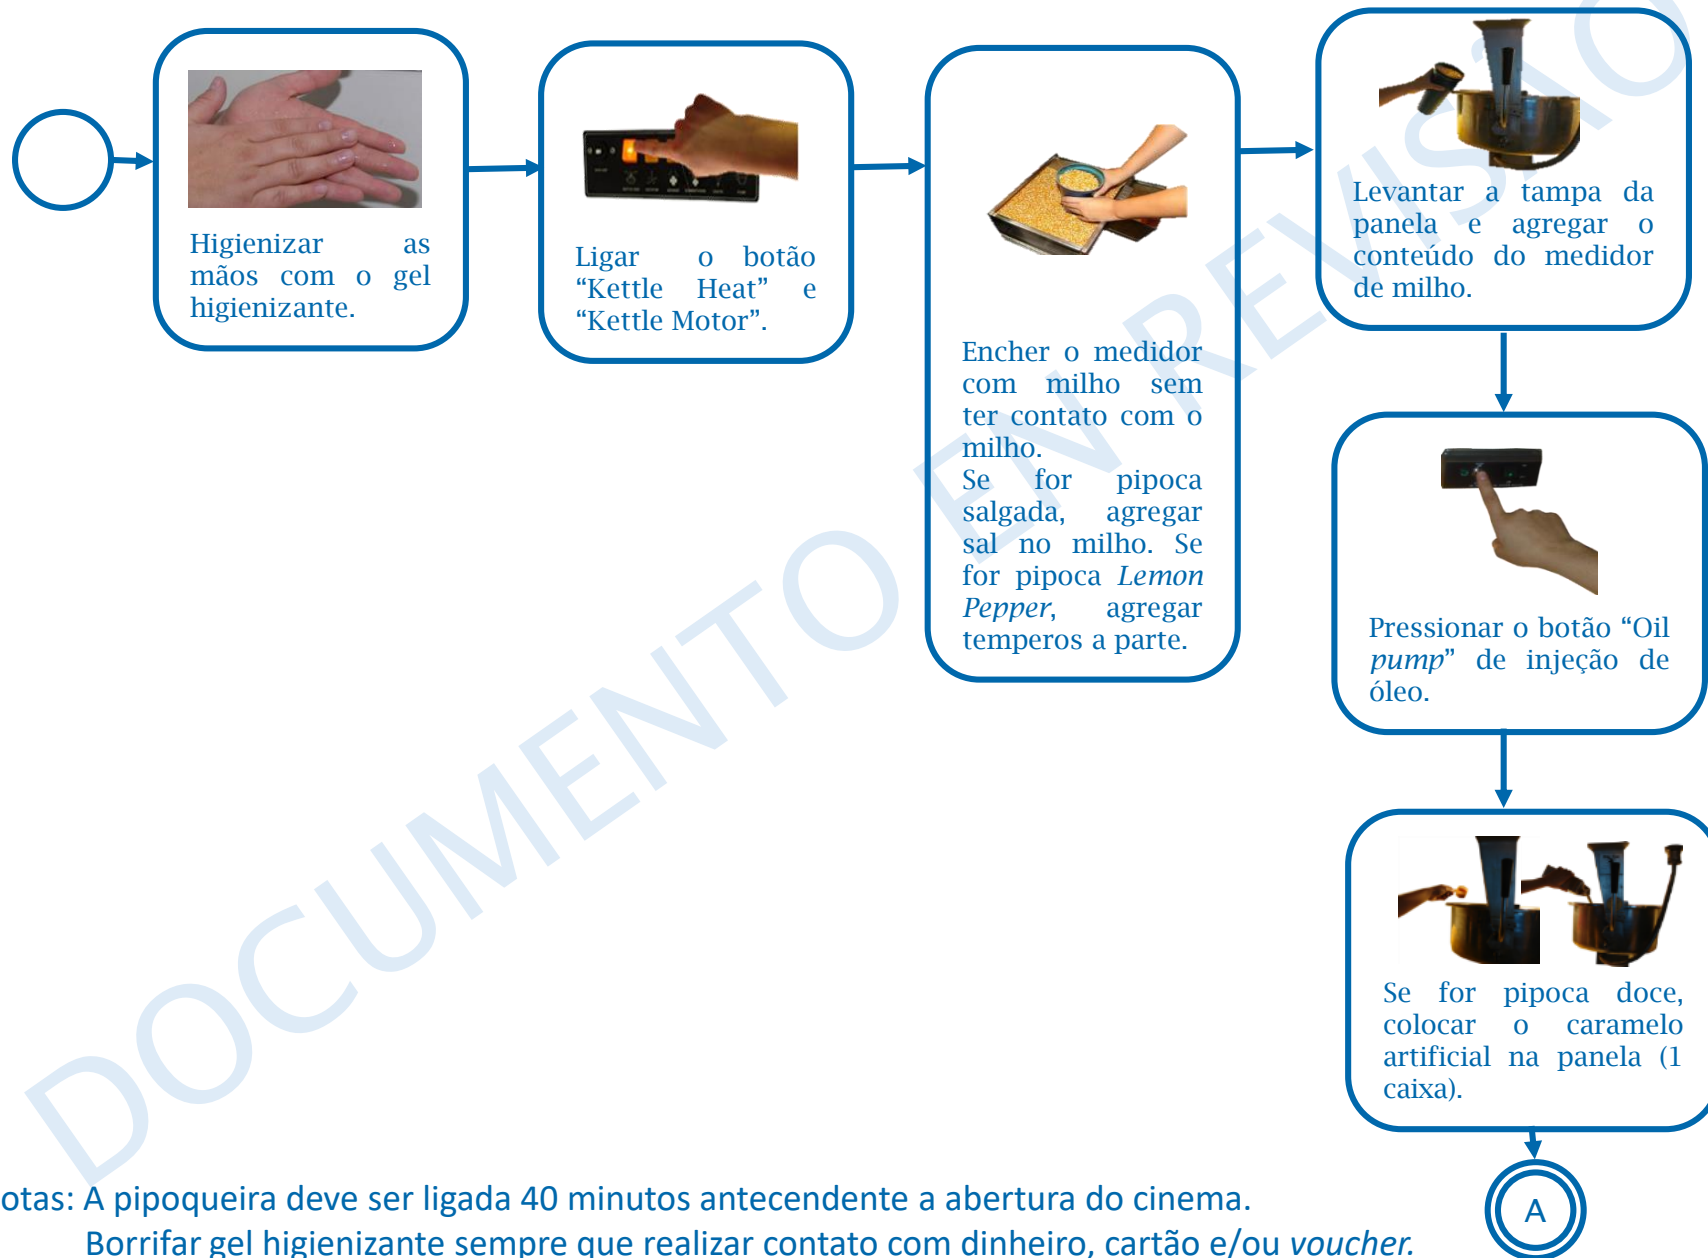 Higienizar as
mãos com o gel
higienizante.
Ligar o botão
“Kettle Heat” e
“Kettle Motor”.
Encher o medidor
com milho sem
ter contato com o
milho.
Se for pipoca
salgada, agregar
sal no milho. Se
for pipoca Lemon
Pepper, agregar
temperos a parte.
Levantar a tampa da
panela e agregar o
conteúdo do medidor
de milho.
Pressionar o botão “Oil
pump” de injeção de
óleo.
Se for pipoca doce,
colocar o caramelo
artificial na panela (1
caixa).
A
otas: A pipoqueira deve ser ligada 40 minutos antecendente a abertura do cinema.
Borrifar gel higienizante sempre que realizar contato com dinheiro, cartão e/ou voucher.
DOCUMENTO EN REVISÃO